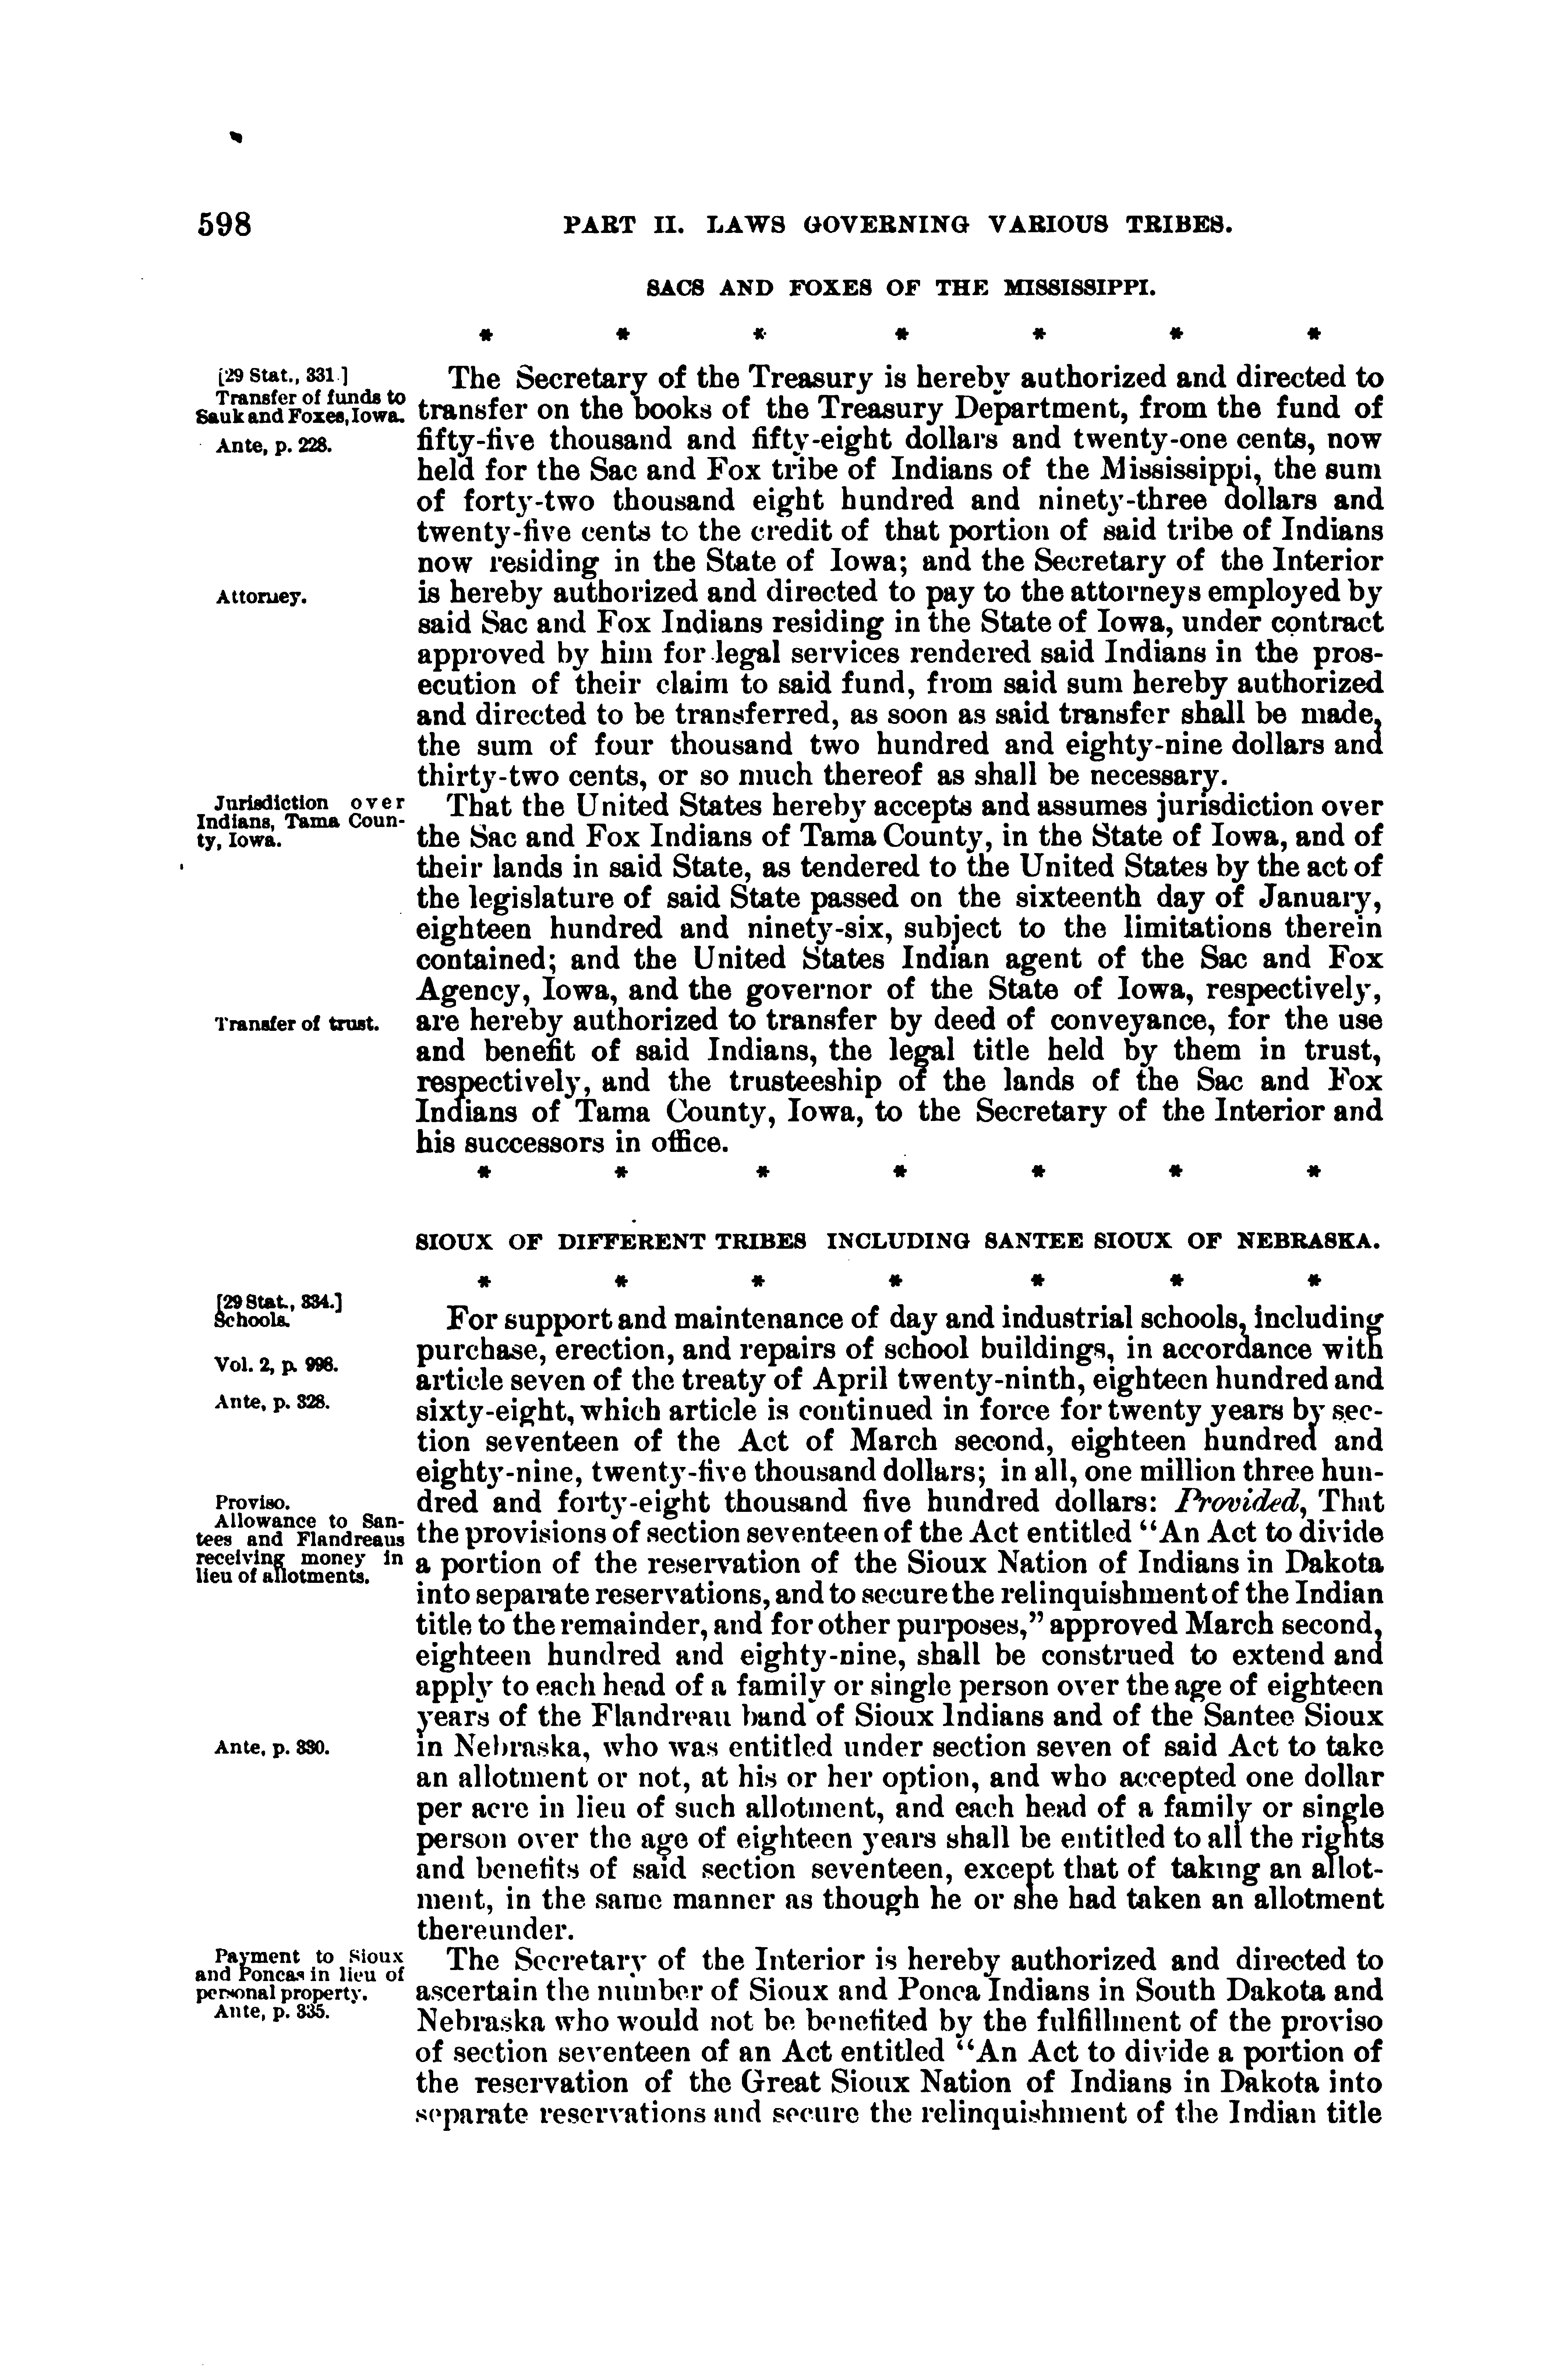 598
PART II. LAWS GOVERNING VARIOUS TRIBES.
SACS AND FOXES OF THE MISSISSIPPI.
* * * * * * *
[29 Stat., 331.]
Transfer of funds to
Sauk and Foxes, Iowa.
Ante, p. 228.
The Secretary of the Treasury is hereby authorized and directed to
transfer on the books of the Treasury Department, from the fund of
fifty-five thousand and fifty-eight dollars and twenty-one cents, now
held for the Sac and Fox tribe of Indians of the Mississippi, the sum
of forty-two thousand eight hundred and ninety-three dollars and
twenty-five cents to the credit of that portion of said tribe of Indians
now residing in the State of Iowa; and the Secretary of the Interior
Attorney.
is hereby authorized and directed to pay to the attorneys employed by
said Sac and Fox Indians residing in the State of Iowa, under contract
approved by him for legal services rendered said Indians in the pros-
ecution of their claim to said fund, from said sum hereby authorized
and directed to be transferred, as soon as said transfer shall be made,
the sum of four thousand two hundred and eighty-nine dollars and
thirty-two cents, or so much thereof as shall be necessary.
Jurisdiction over
Indians, Tama Coun-
ty, Iowa.
That the United States hereby accepts and assumes jurisdiction over
the Sac and Fox Indians of Tama County, in the State of Iowa, and of
their lands in said State, as tendered to the United States by the act of
the legislature of said State passed on the sixteenth day of January,
eighteen hundred and ninety-six, subject to the limitations therein
contained; and the United States Indian agent of the Sac and Fox
Agency, Iowa, and the governor of the State of Iowa, respectively,
Transfer of trust.
are hereby authorized to transfer by deed of conveyance, for the use
and benefit of said Indians, the legal title held by them in trust,
respectively, and the trusteeship of the lands of the Sac and Fox
Indians of Tama County, Iowa, to the Secretary of the Interior and
his successors in office.
* * * * * * *
SIOUX OF DIFFERENT TRIBES INCLUDING SANTEE SIOUX OF NEBRASKA.
* * * * * * *
[29 Stat., 334.]
Schools.
Vol. 2, p. 998.
Ante, p. 328.
For support and maintenance of day and industrial schools, including
purchase, erection, and repairs of school buildings, in accordance with
article seven of the treaty of April twenty-ninth, eighteen hundred and
sixty-eight, which article is continued in force for twenty years by sec-
tion seventeen of the Act of March second, eighteen hundred and
eighty-nine, twenty-five thousand dollars; in all, one million three hun-
Proviso.
Allowance to San-
tees and Flandreaus
receiving money in
lieu of allotments.
dred and forty-eight thousand five hundred dollars: Provided, That
the provisions of section seventeen of the Act entitled “An Act to divide
a portion of the reservation of the Sioux Nation of Indians in Dakota
into separate reservations, and to secure the relinquishment of the Indian
title to the remainder, and for other purposes,” approved March second,
eighteen hundred and eighty-nine, shall be construed to extend and
apply to each head of a family or single person over the age of eighteen
years of the Flandreau band of Sioux Indians and of the Santee Sioux
Ante, p. 330.
in Nebraska, who was entitled under section seven of said Act to take
an allotment or not, at his or her option, and who accepted one dollar
per acre in lieu of such allotment, and each head of a family or single
person over the age of eighteen years shall be entitled to all the rights
and benefits of said section seventeen, except that of taking an allot-
ment, in the same manner as though he or she had taken an allotment
thereunder.
Payment to Sioux
and Poncas in lieu of
personal property.
Ante, p. 335.
The Secretary of the Interior is hereby authorized and directed to
ascertain the number of Sioux and Ponca Indians in South Dakota and
Nebraska who would not be benefited by the fulfillment of the proviso
of section seventeen of an Act entitled “An Act to divide a portion of
the reservation of the Great Sioux Nation of Indians in Dakota into
separate reservations and secure the relinquishment of the Indian title